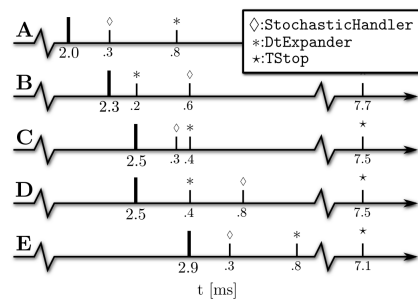 ◊:StochasticHandler
∗:DtExpander
⋆:TStop
A ◊ ∗
2.0 .3 .8
B ∗ ◊
2.3 .2 .6 7.7
C ◊ ∗ ⋆
2.5 .3 .4 7.5
D ∗ ◊ ⋆
2.5 .4 .8 7.5
E ◊ ∗ ⋆
2.9 .3 .8 7.1
t [ms]